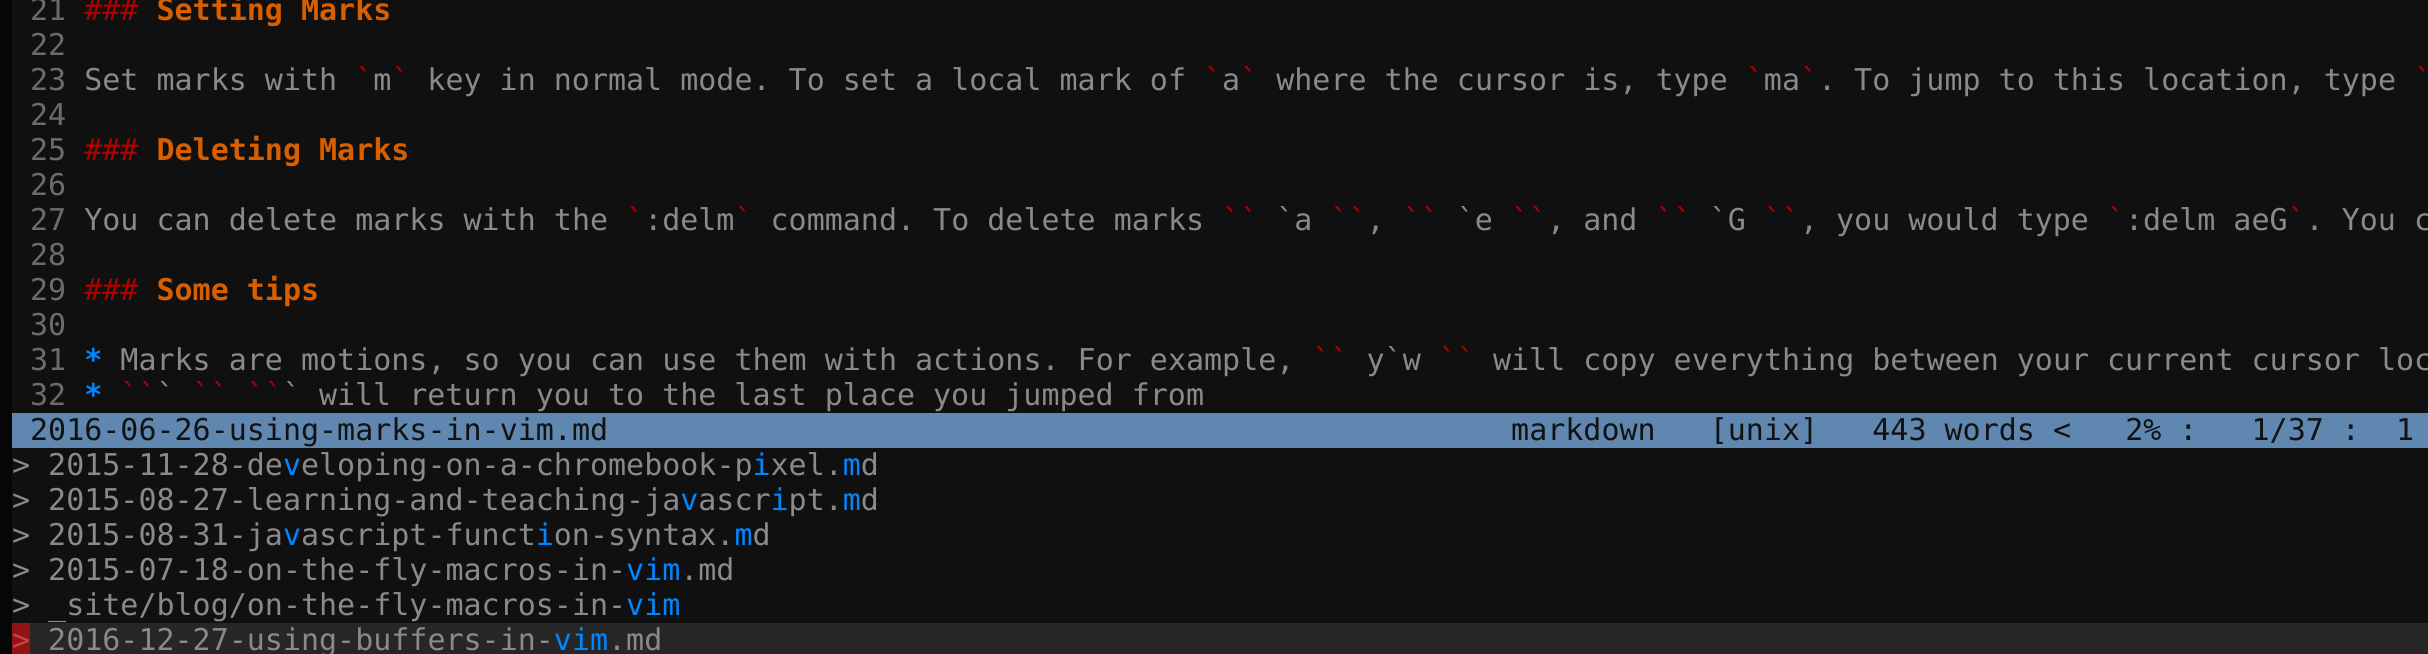 21 ### Setting Marks
22
23 Set marks with `m` key in normal mode. To set a local mark of `a` where the cursor is, type `ma`. To jump to this location, type `
24
25 ### Deleting Marks
26
27 You can delete marks with the `:delm` command. To delete marks `` `a ``, `` `e ``, and `` `G ``, you would type `:delm aeG`. You c
28
29 ### Some tips
30
31 * Marks are motions, so you can use them with actions. For example, `` y`w `` will copy everything between your current cursor loc
32 * ``` `` ``` will return you to the last place you jumped from
2016-06-26-using-marks-in-vim.md markdown [unix] 443 words < 2% : 1/37 : 1
> 2015-11-28-developing-on-a-chromebook-pixel.md
> 2015-08-27-learning-and-teaching-javascript.md
> 2015-08-31-javascript-function-syntax.md
> 2015-07-18-on-the-fly-macros-in-vim.md
> _site/blog/on-the-fly-macros-in-vim
> 2016-12-27-using-buffers-in-vim.md